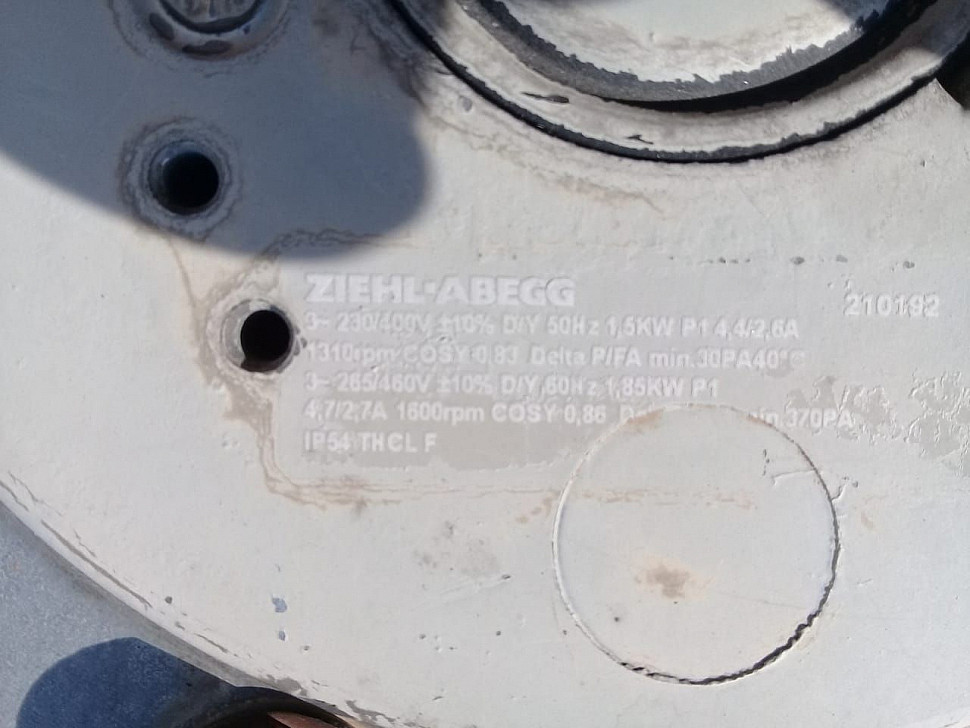 ZIEHL-ABEGG
210192
3~ 230/400V ±10% D/Y 50Hz 1,5KW P1 4,4/2,6A
1310rpm COSY 0,83 Delta P/FA min.30PA40°C
3~ 265/460V ±10% D/Y 60Hz 1,85KW P1
4,7/2,7A 1600rpm COSY 0,86 370PA
IP54 THCL F